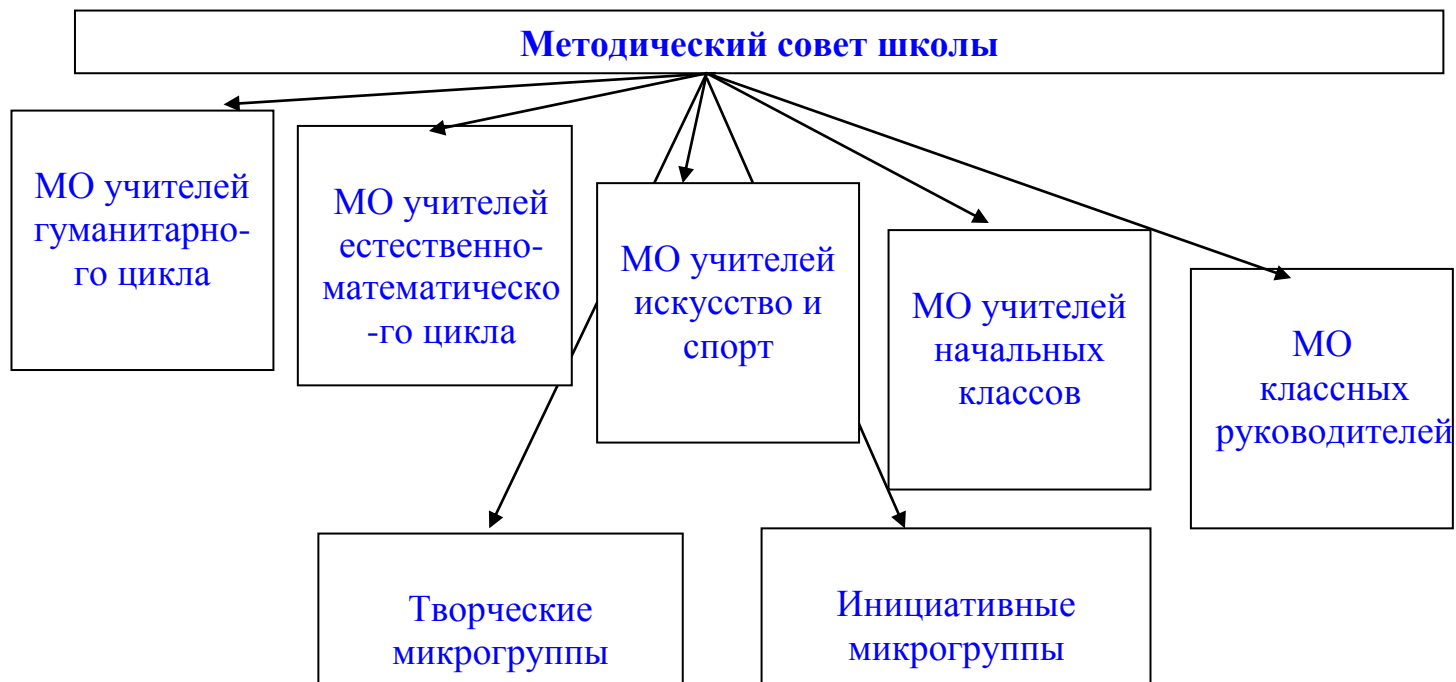 Методический совет школы
МО учителей
гуманитарно-
го цикла
МО учителей
естественно-
математическо
-го цикла
МО учителей
искусство и
спорт
МО учителей
начальных
классов
МО
классных
руководителей
Творческие
микрогруппы
Инициативные
микрогруппы